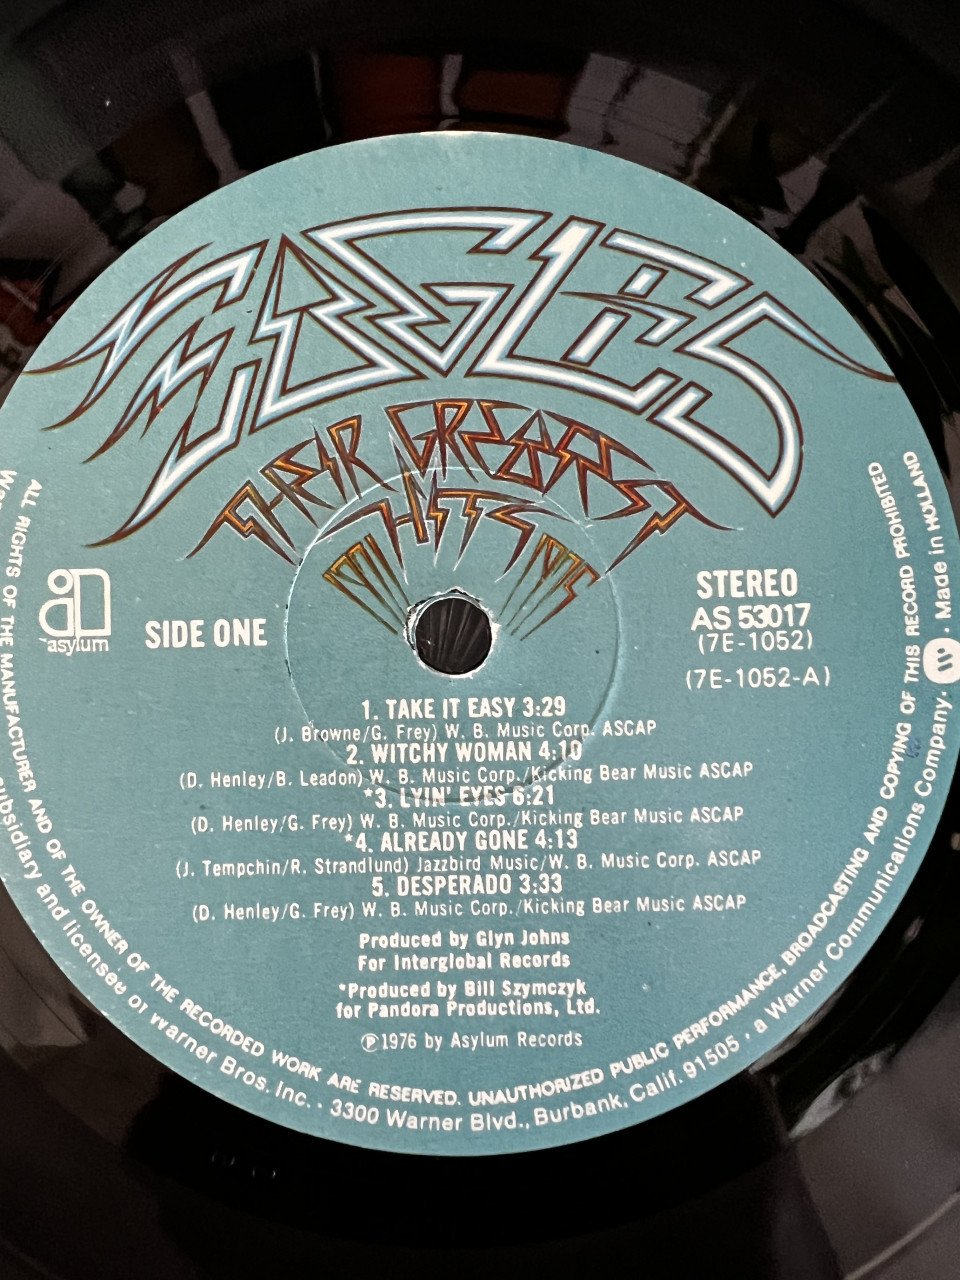 EAGLES
THEIR GREATEST
HITS
1971 1975
asylum
SIDE ONE
STEREO
AS 53017
(7E-1052)
(7E-1052-A)
1. TAKE IT EASY 3:29
(J. Browne/G. Frey) W. B. Music Corp. ASCAP
2. WITCHY WOMAN 4:10
(D. Henley/B. Leadon) W. B. Music Corp./Kicking Bear Music ASCAP
*3. LYIN' EYES 6:21
(D. Henley/G. Frey) W. B. Music Corp./Kicking Bear Music ASCAP
*4. ALREADY GONE 4:13
(J. Tempchin/R. Strandlund) Jazzbird Music/W. B. Music Corp. ASCAP
5. DESPERADO 3:33
(D. Henley/G. Frey) W. B. Music Corp./Kicking Bear Music ASCAP
Produced by Glyn Johns
For Interglobal Records
*Produced by Bill Szymczyk
for Pandora Productions, Ltd.
℗1976 by Asylum Records
ALL RIGHTS OF THE MANUFACTURER AND OF THE OWNER OF THE RECORDED WORK ARE RESERVED. UNAUTHORIZED PUBLIC PERFORMANCE, BROADCASTING AND COPYING OF THIS RECORD PROHIBITED
subsidiary and licensee of Warner Bros. Inc. · 3300 Warner Blvd., Burbank, Calif. 91505 · a Warner Communications Company. W · Made in HOLLAND